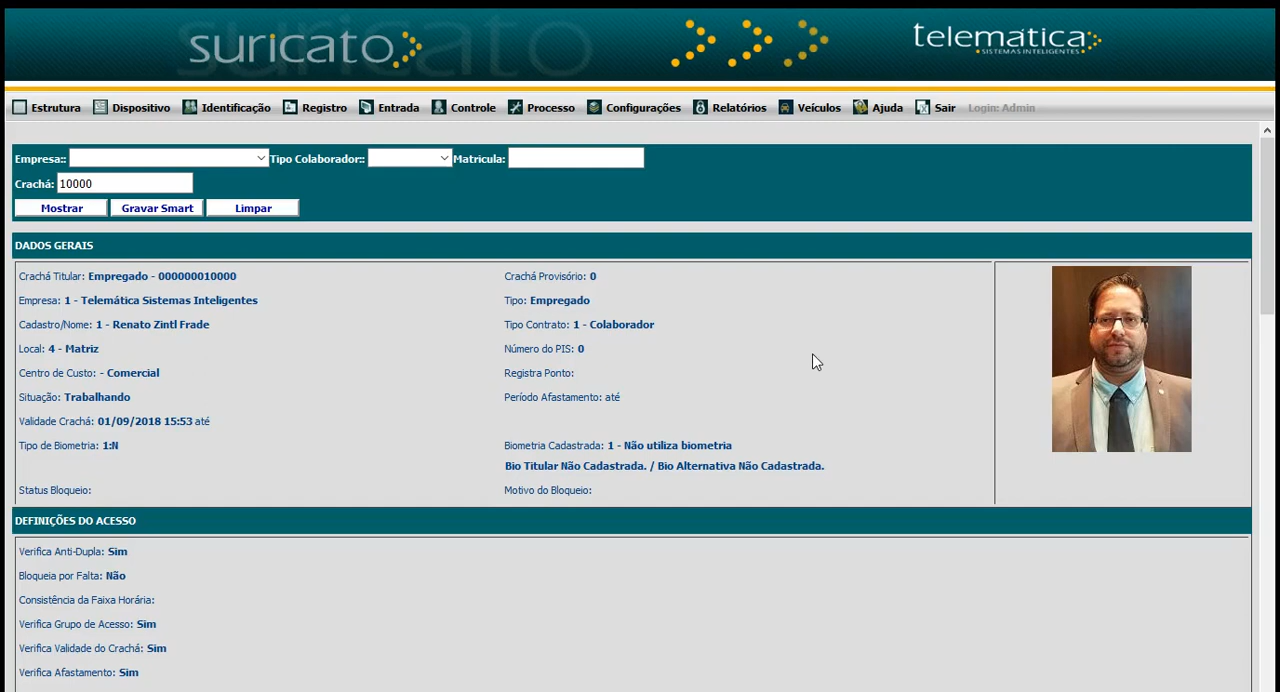 suricato
telemática
SISTEMAS INTELIGENTES
Estrutura Dispositivo Identificação Registro Entrada Controle Processo Configurações Relatórios Veículos Ajuda Sair Login: Admin
Empresa:: Tipo Colaborador:: Matricula:
Crachá: 10000
Mostrar Gravar Smart Limpar
DADOS GERAIS
Crachá Titular: Empregado - 000000010000 Crachá Provisório: 0
Empresa: 1 - Telemática Sistemas Inteligentes Tipo: Empregado
Cadastro/Nome: 1 - Renato Zintl Frade Tipo Contrato: 1 - Colaborador
Local: 4 - Matriz Número do PIS: 0
Centro de Custo: - Comercial Registra Ponto:
Situação: Trabalhando Período Afastamento: até
Validade Crachá: 01/09/2018 15:53 até
Tipo de Biometria: 1:N Biometria Cadastrada: 1 - Não utiliza biometria
Bio Titular Não Cadastrada. / Bio Alternativa Não Cadastrada.
Status Bloqueio: Motivo do Bloqueio:
DEFINIÇÕES DO ACESSO
Verifica Anti-Dupla: Sim
Bloqueia por Falta: Não
Consistência da Faixa Horária:
Verifica Grupo de Acesso: Sim
Verifica Validade do Crachá: Sim
Verifica Afastamento: Sim